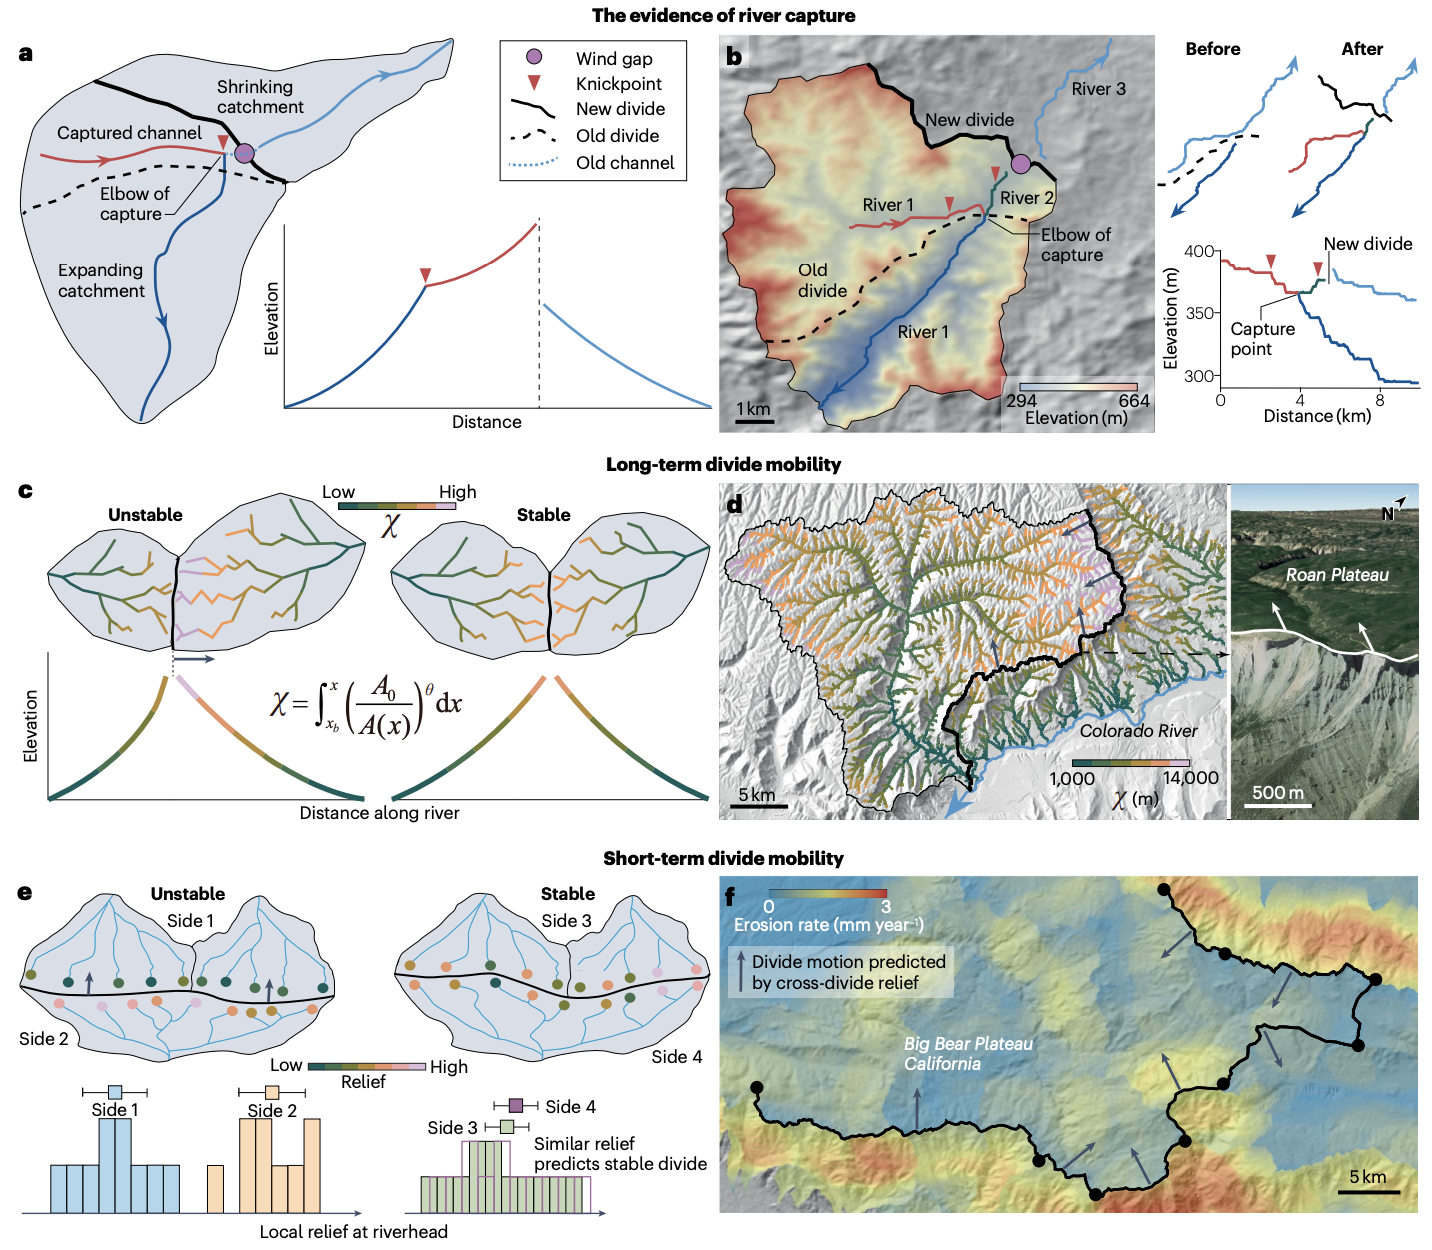 The evidence of river capture
a
Shrinking
catchment
Captured channel
Elbow of
capture
Expanding
catchment
Wind gap
Knickpoint
New divide
Old divide
Old channel
Elevation
Distance
b
New divide
River 3
River 1
River 2
Elbow of
capture
Old
divide
River 1
1 km
294
664
Elevation (m)
Before
After
New divide
400
350
300
Elevation (m)
Capture
point
0
4
8
Distance (km)
Long-term divide mobility
c
Low
High
χ
Unstable
Stable
Elevation
χ = ∫_{x_b}^{x} (A₀ / A(x))^θ dx
Distance along river
d
Colorado River
1,000
14,000
χ (m)
5 km
N
Roan Plateau
500 m
Short-term divide mobility
e
Unstable
Side 1
Side 2
Stable
Side 3
Side 4
Low
High
Relief
Side 1
Side 2
Side 4
Side 3
Similar relief
predicts stable divide
Local relief at riverhead
f
0
3
Erosion rate (mm year⁻¹)
Divide motion predicted
by cross-divide relief
Big Bear Plateau
California
5 km